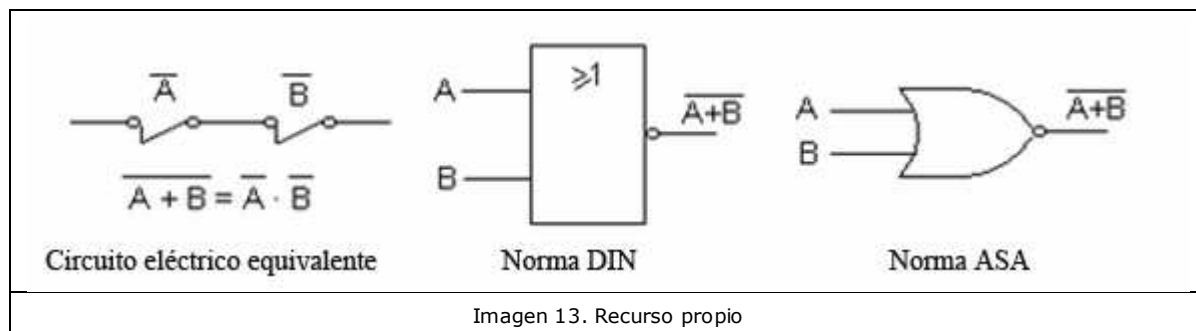 A̅ B̅
A̅ ̅+̅ ̅B̅ = A̅ · B̅
Circuito eléctrico equivalente
≥1
A
B
A̅+̅B̅
Norma DIN
A
B
A̅+̅B̅
Norma ASA
Imagen 13. Recurso propio